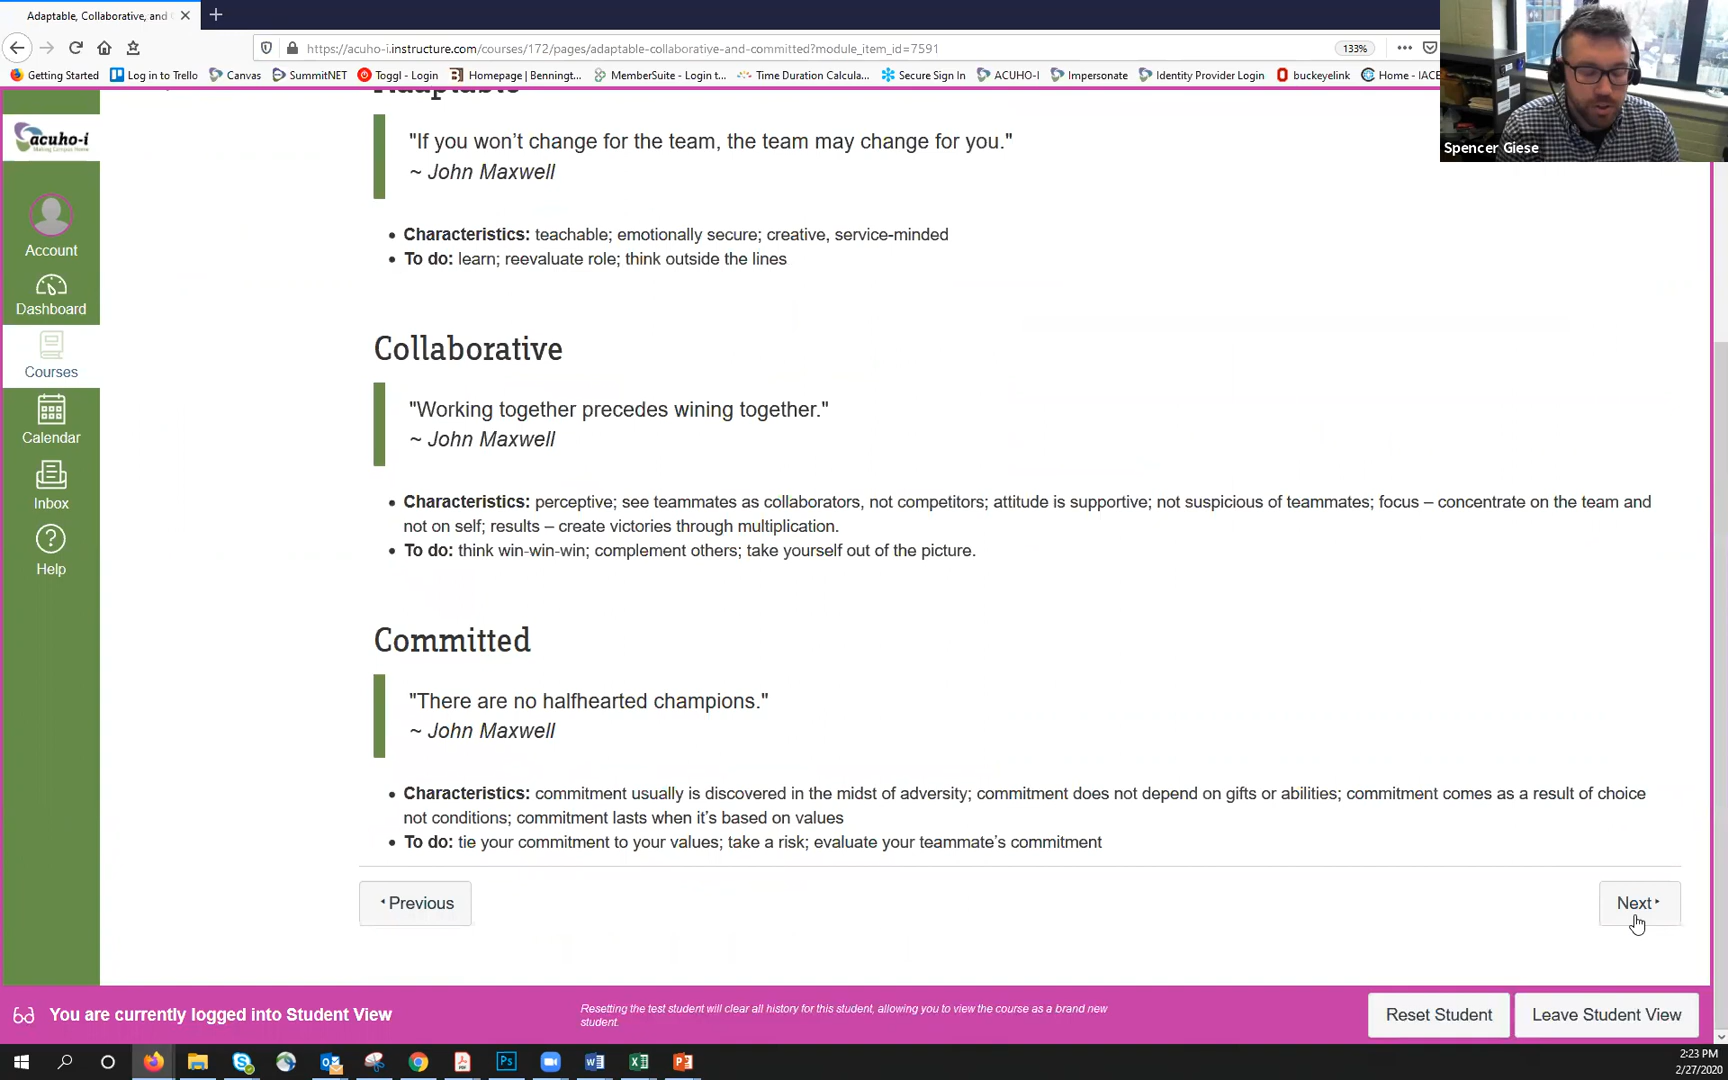 Adaptable, Collaborative, and
https://acuho-i.instructure.com/courses/172/pages/adaptable-collaborative-and-committed?module_item_id=7591
133%
Getting Started
Log in to Trello
Canvas
SummitNET
Toggl - Login
Homepage | Benningt...
MemberSuite - Login t...
Time Duration Calcula...
Secure Sign In
ACUHO-I
Impersonate
Identity Provider Login
buckeyelink
Home - IACE
Spencer Giese
acuho-i
Account
Dashboard
Courses
Calendar
Inbox
Help
Adaptable
"If you won’t change for the team, the team may change for you."
~ John Maxwell
• Characteristics: teachable; emotionally secure; creative, service-minded
• To do: learn; reevaluate role; think outside the lines
Collaborative
"Working together precedes wining together."
~ John Maxwell
• Characteristics: perceptive; see teammates as collaborators, not competitors; attitude is supportive; not suspicious of teammates; focus – concentrate on the team and
not on self; results – create victories through multiplication.
• To do: think win-win-win; complement others; take yourself out of the picture.
Committed
"There are no halfhearted champions."
~ John Maxwell
• Characteristics: commitment usually is discovered in the midst of adversity; commitment does not depend on gifts or abilities; commitment comes as a result of choice
not conditions; commitment lasts when it’s based on values
• To do: tie your commitment to your values; take a risk; evaluate your teammate’s commitment
Previous
Next
You are currently logged into Student View
Resetting the test student will clear all history for this student, allowing you to view the course as a brand new
student.
Reset Student
Leave Student View
2:23 PM
2/27/2020